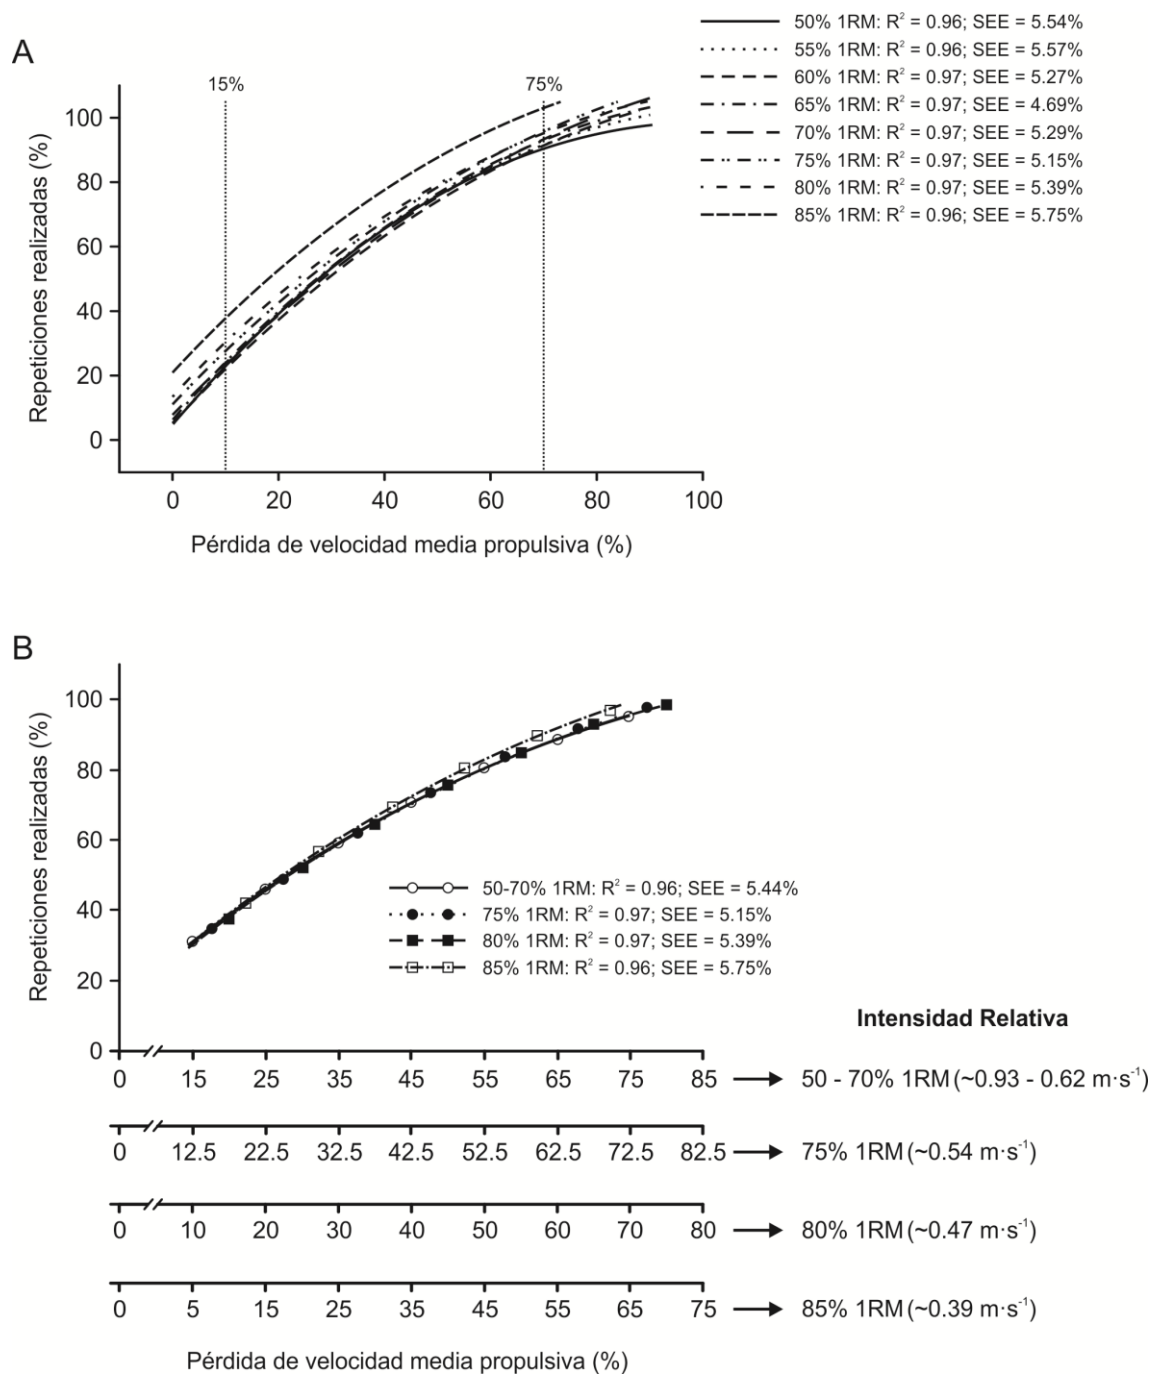 50% 1RM: R² = 0.96; SEE = 5.54%
55% 1RM: R² = 0.96; SEE = 5.57%
60% 1RM: R² = 0.97; SEE = 5.27%
65% 1RM: R² = 0.97; SEE = 4.69%
70% 1RM: R² = 0.97; SEE = 5.29%
75% 1RM: R² = 0.97; SEE = 5.15%
80% 1RM: R² = 0.97; SEE = 5.39%
85% 1RM: R² = 0.96; SEE = 5.75%
A
15%
75%
Repeticiones realizadas (%)
100
80
60
40
20
0
0 20 40 60 80 100
Pérdida de velocidad media propulsiva (%)
B
Repeticiones realizadas (%)
100
80
60
40
20
0
50-70% 1RM: R² = 0.96; SEE = 5.44%
75% 1RM: R² = 0.97; SEE = 5.15%
80% 1RM: R² = 0.97; SEE = 5.39%
85% 1RM: R² = 0.96; SEE = 5.75%
Intensidad Relativa
0 15 25 35 45 55 65 75 85 50 - 70% 1RM (~0.93 - 0.62 m·s⁻¹)
0 12.5 22.5 32.5 42.5 52.5 62.5 72.5 82.5 75% 1RM (~0.54 m·s⁻¹)
0 10 20 30 40 50 60 70 80 80% 1RM (~0.47 m·s⁻¹)
0 5 15 25 35 45 55 65 75 85% 1RM (~0.39 m·s⁻¹)
Pérdida de velocidad media propulsiva (%)